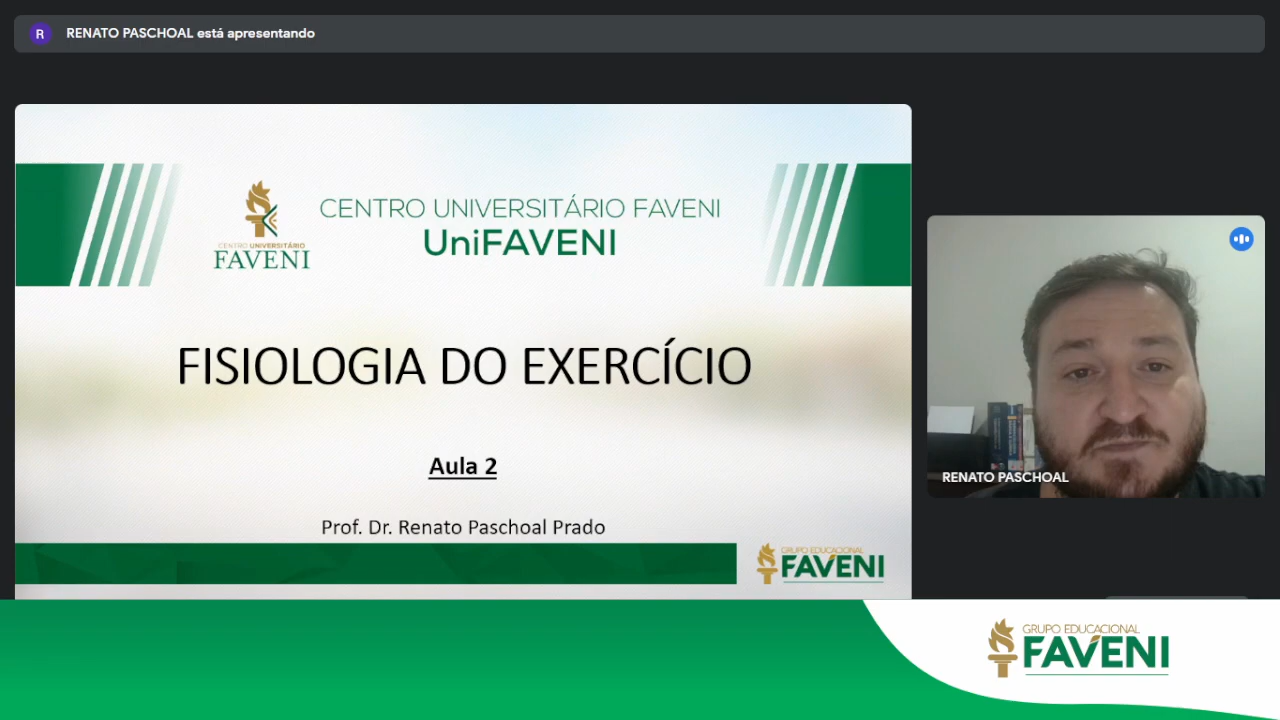 R
RENATO PASCHOAL está apresentando
CENTRO UNIVERSITÁRIO
FAVENI
CENTRO UNIVERSITÁRIO FAVENI
UniFAVENI
FISIOLOGIA DO EXERCÍCIO
Aula 2
Prof. Dr. Renato Paschoal Prado
GRUPO EDUCACIONAL
FAVENI
RENATO PASCHOAL
GRUPO EDUCACIONAL
FAVENI